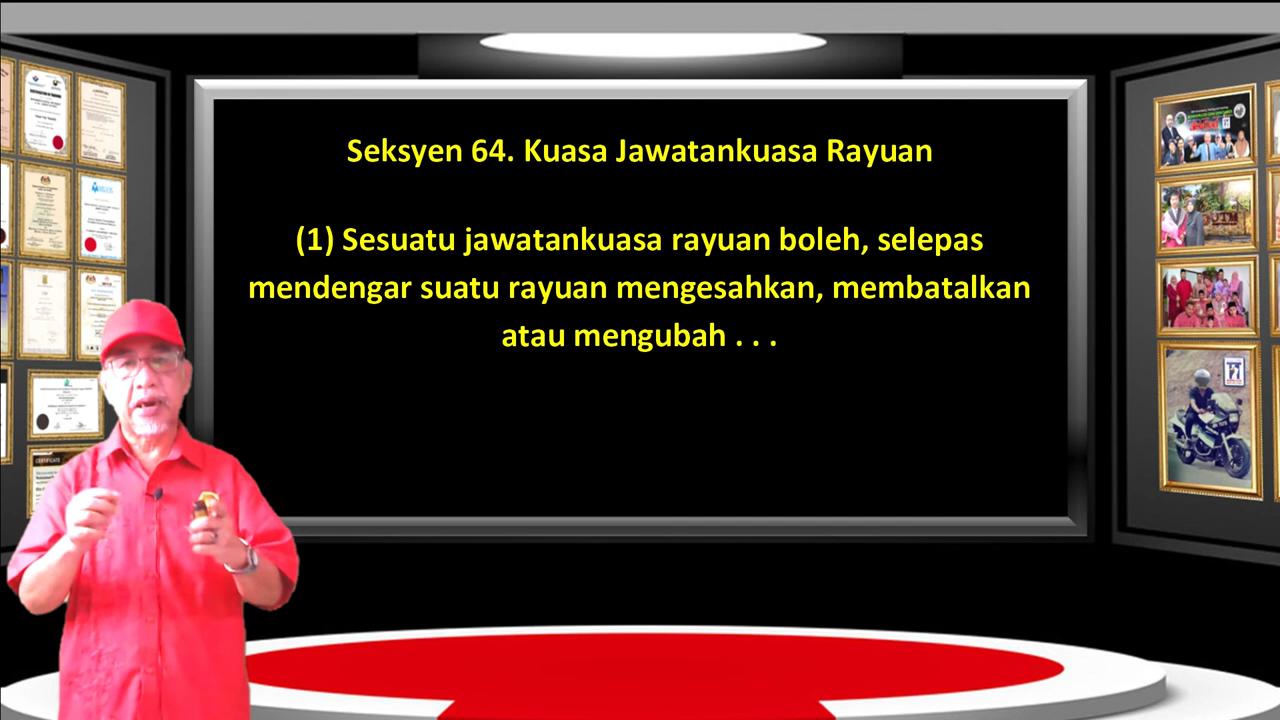 Seksyen 64. Kuasa Jawatankuasa Rayuan
(1) Sesuatu jawatankuasa rayuan boleh, selepas
mendengar suatu rayuan mengesahkan, membatalkan
atau mengubah . . .